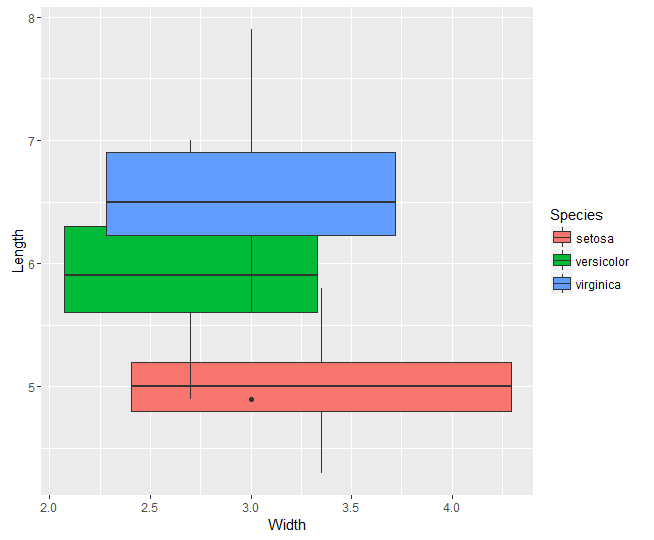 8
7
6
5
Length
2.0 2.5 3.0 3.5 4.0
Width
Species
setosa
versicolor
virginica